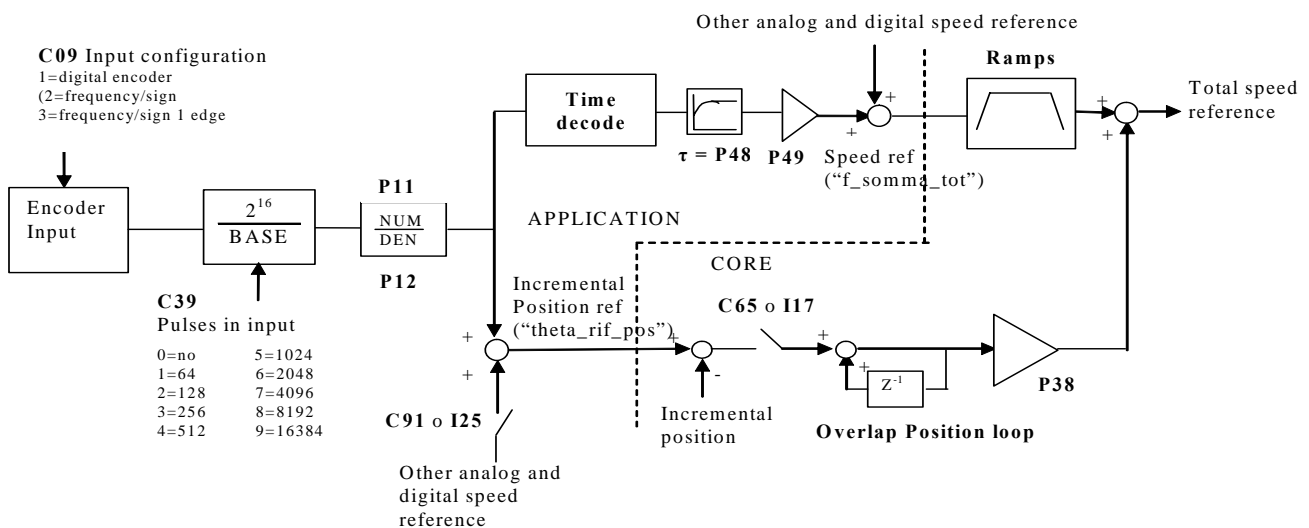 Other analog and digital speed reference
C09 Input configuration
1=digital encoder
(2=frequency/sign
3=frequency/sign 1 edge
Ramps
Total speed
reference
Time
decode
τ = P48
P49
+
+
+
+
Speed ref
("f_somma_tot")
Encoder
Input
2^16
BASE
P11
NUM
DEN
P12
APPLICATION
CORE
C39
Pulses in input
0=no
1=64
2=128
3=256
4=512
5=1024
6=2048
7=4096
8=8192
9=16384
Incremental
Position ref
("theta_rif_pos")
+
+
+
-
C65 o I17
+
+
Z^-1
P38
C91 o I25
Incremental
position
Overlap Position loop
Other analog and
digital speed
reference